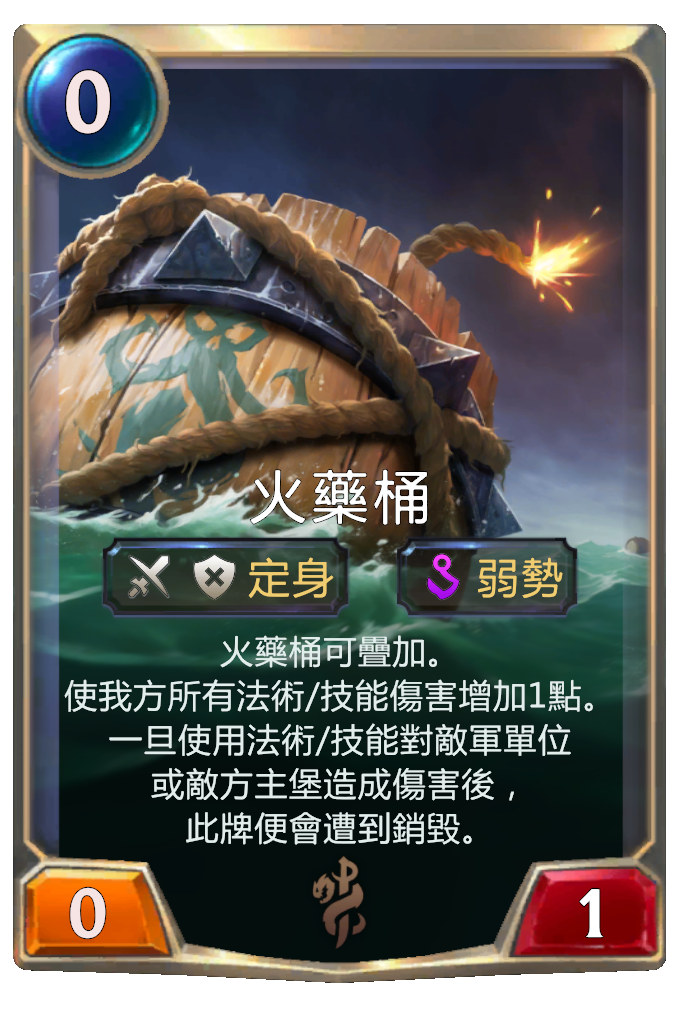 0
火藥桶
定身 弱勢
火藥桶可疊加。
使我方所有法術/技能傷害增加1點。
一旦使用法術/技能對敵軍單位
或敵方主堡造成傷害後，
此牌便會遭到銷毀。
0 1